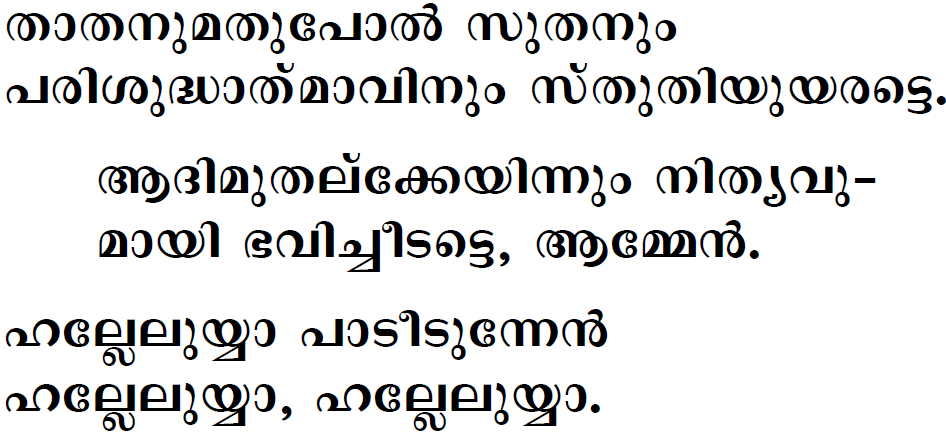 താതനുമതുപോൽ സുതനും
പരിശുദ്ധാത്‌മാവിനും സ്‌തുതിയുയരട്ടെ.
ആദിമുതല്‌ക്കേയിന്നും നിത്യവു-
മായി ഭവിച്ചീടട്ടെ, ആമ്മേൻ.
ഹല്ലേലുയ്യാ പാടീടുന്നേൻ
ഹല്ലേലുയ്യാ, ഹല്ലേലുയ്യാ.